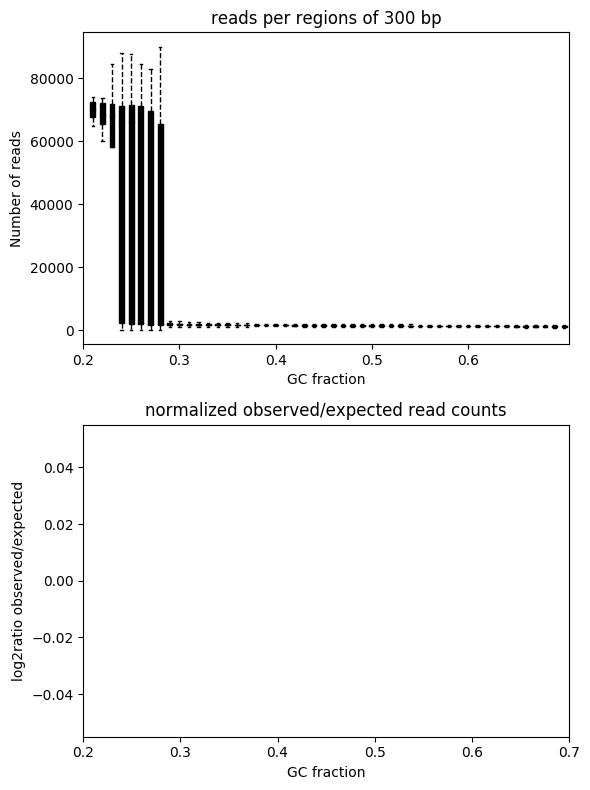 reads per regions of 300 bp
80000
60000
40000
20000
0
Number of reads
0.2 0.3 0.4 0.5 0.6
GC fraction
normalized observed/expected read counts
0.04
0.02
0.00
−0.02
−0.04
log2ratio observed/expected
0.2 0.3 0.4 0.5 0.6 0.7
GC fraction